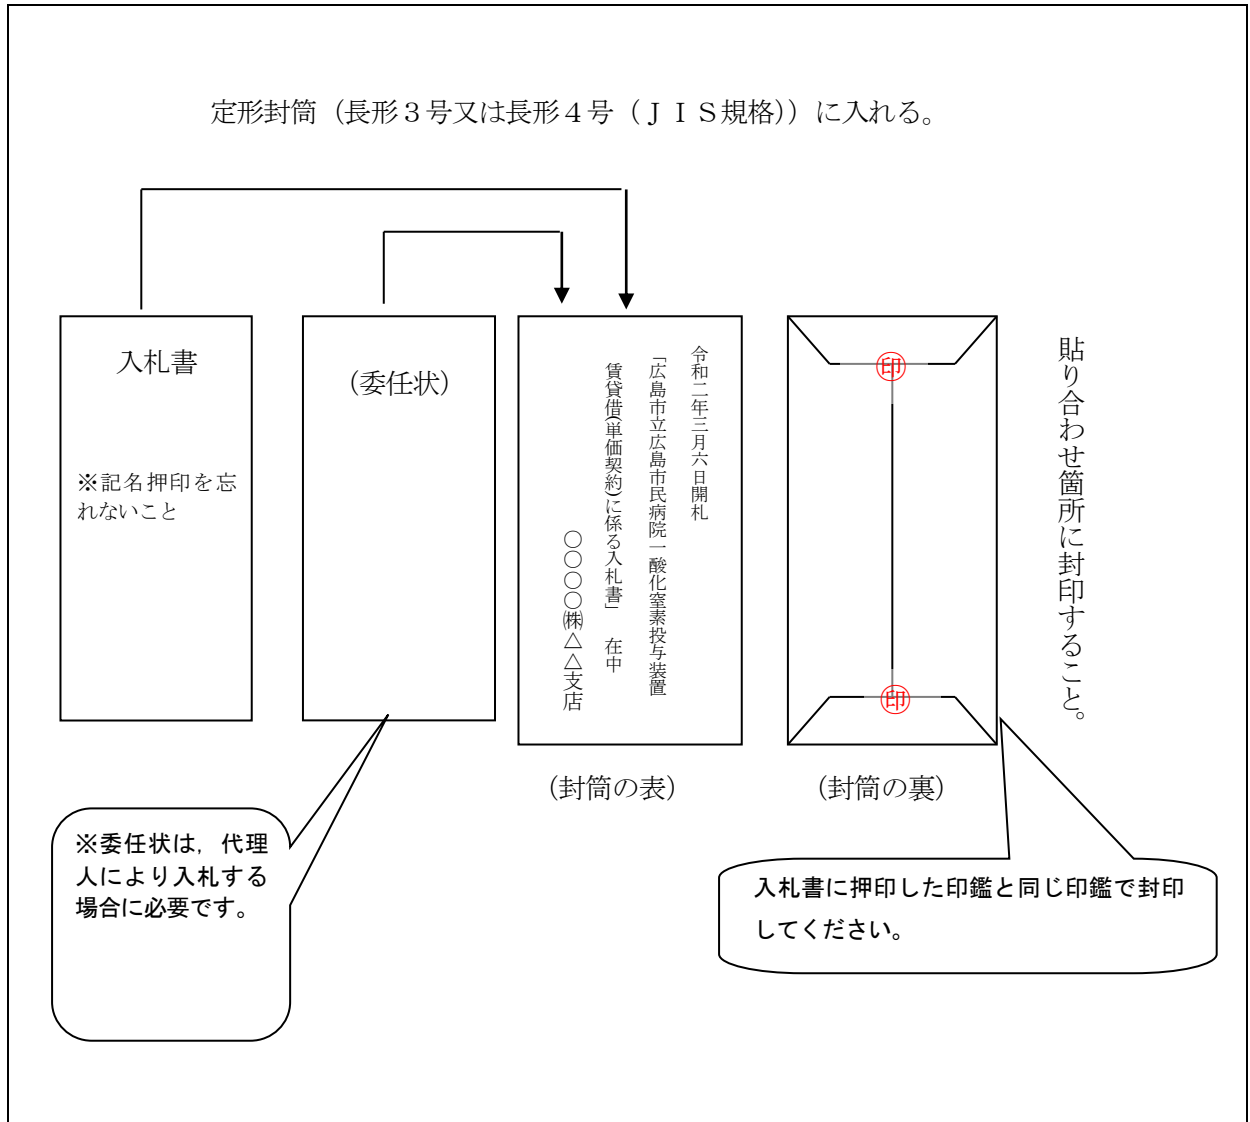 定形封筒（長形３号又は長形４号（ＪＩＳ規格））に入れる。
入札書
※記名押印を忘
れないこと
（委任状）
令和二年三月六日開札
「広島市立広島市民病院一酸化窒素投与装置
賃貸借(単価契約)に係る入札書」　在中
〇〇〇〇㈱△△支店
印
印
貼り合わせ箇所に封印すること。
（封筒の表）
（封筒の裏）
※委任状は，代理
人により入札する
場合に必要です。
入札書に押印した印鑑と同じ印鑑で封印
してください。